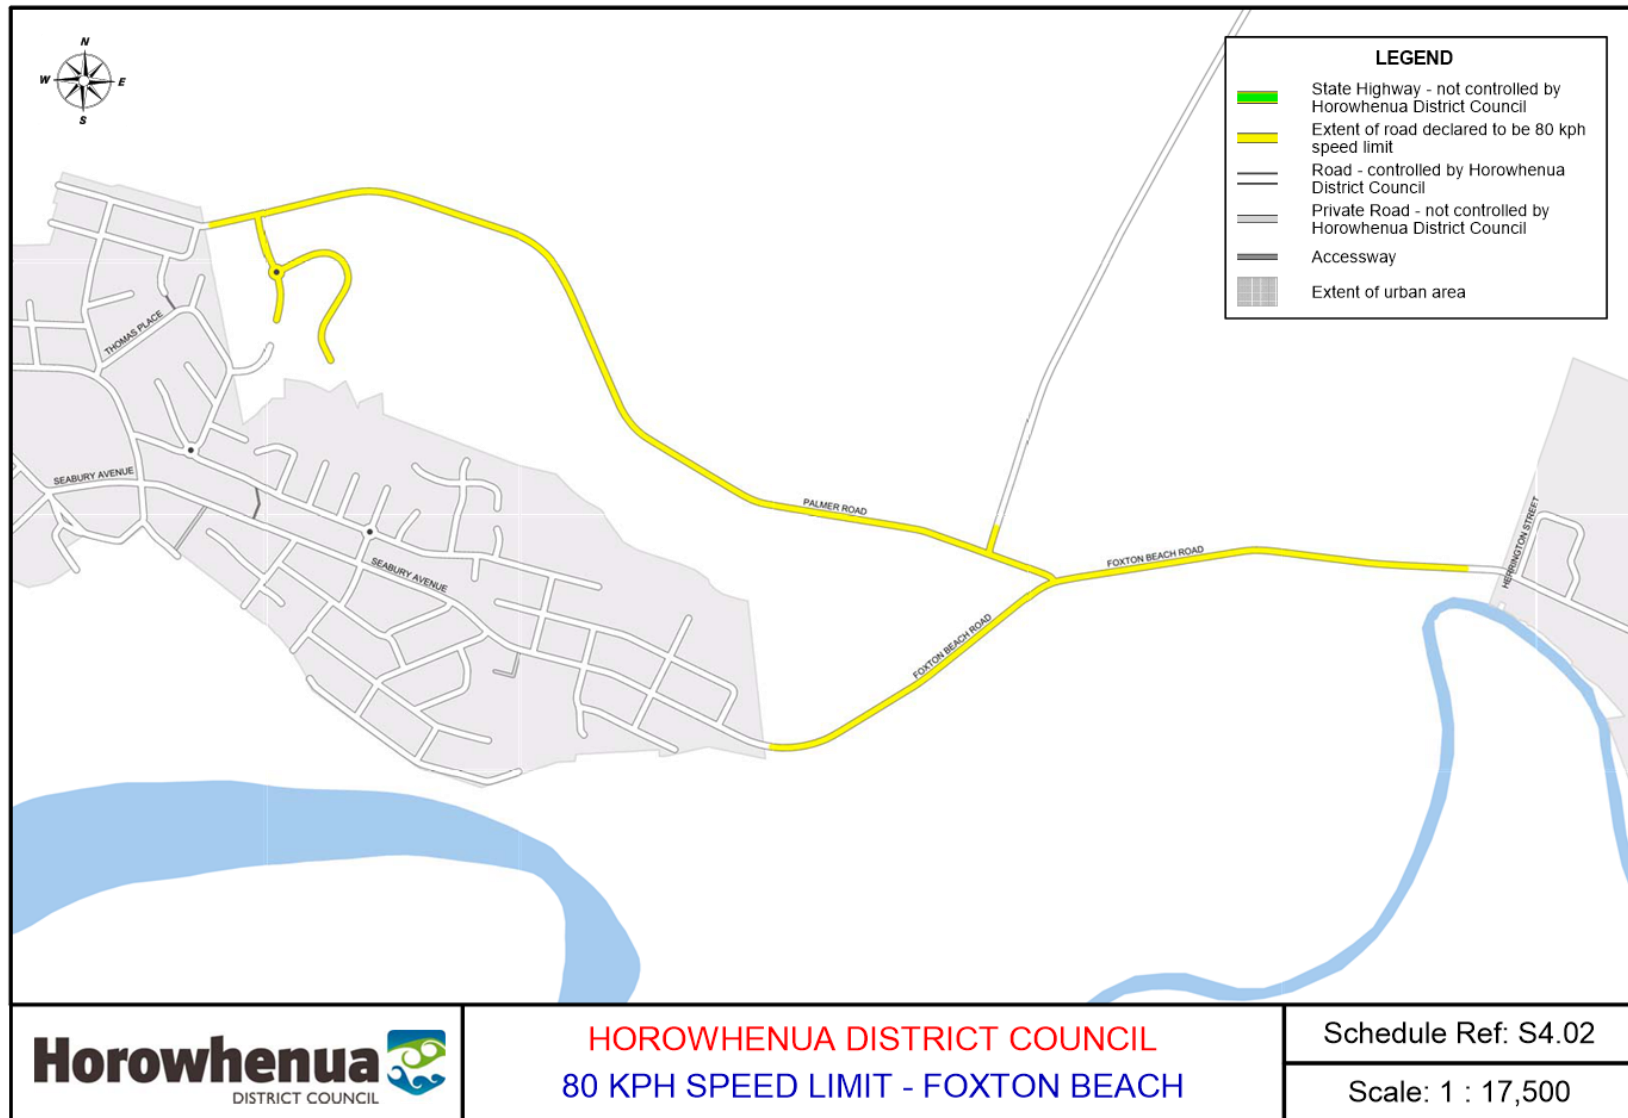 N
W E
S
LEGEND
State Highway - not controlled by
Horowhenua District Council
Extent of road declared to be 80 kph
speed limit
Road - controlled by Horowhenua
District Council
Private Road - not controlled by
Horowhenua District Council
Accessway
Extent of urban area
THOMAS PLACE
SEABURY AVENUE
PALMER ROAD
HERRINGTON STREET
FOXTON BEACH ROAD
SEABURY AVENUE
FOXTON BEACH ROAD
Horowhenua
DISTRICT COUNCIL
HOROWHENUA DISTRICT COUNCIL
80 KPH SPEED LIMIT - FOXTON BEACH
Schedule Ref: S4.02
Scale: 1 : 17,500